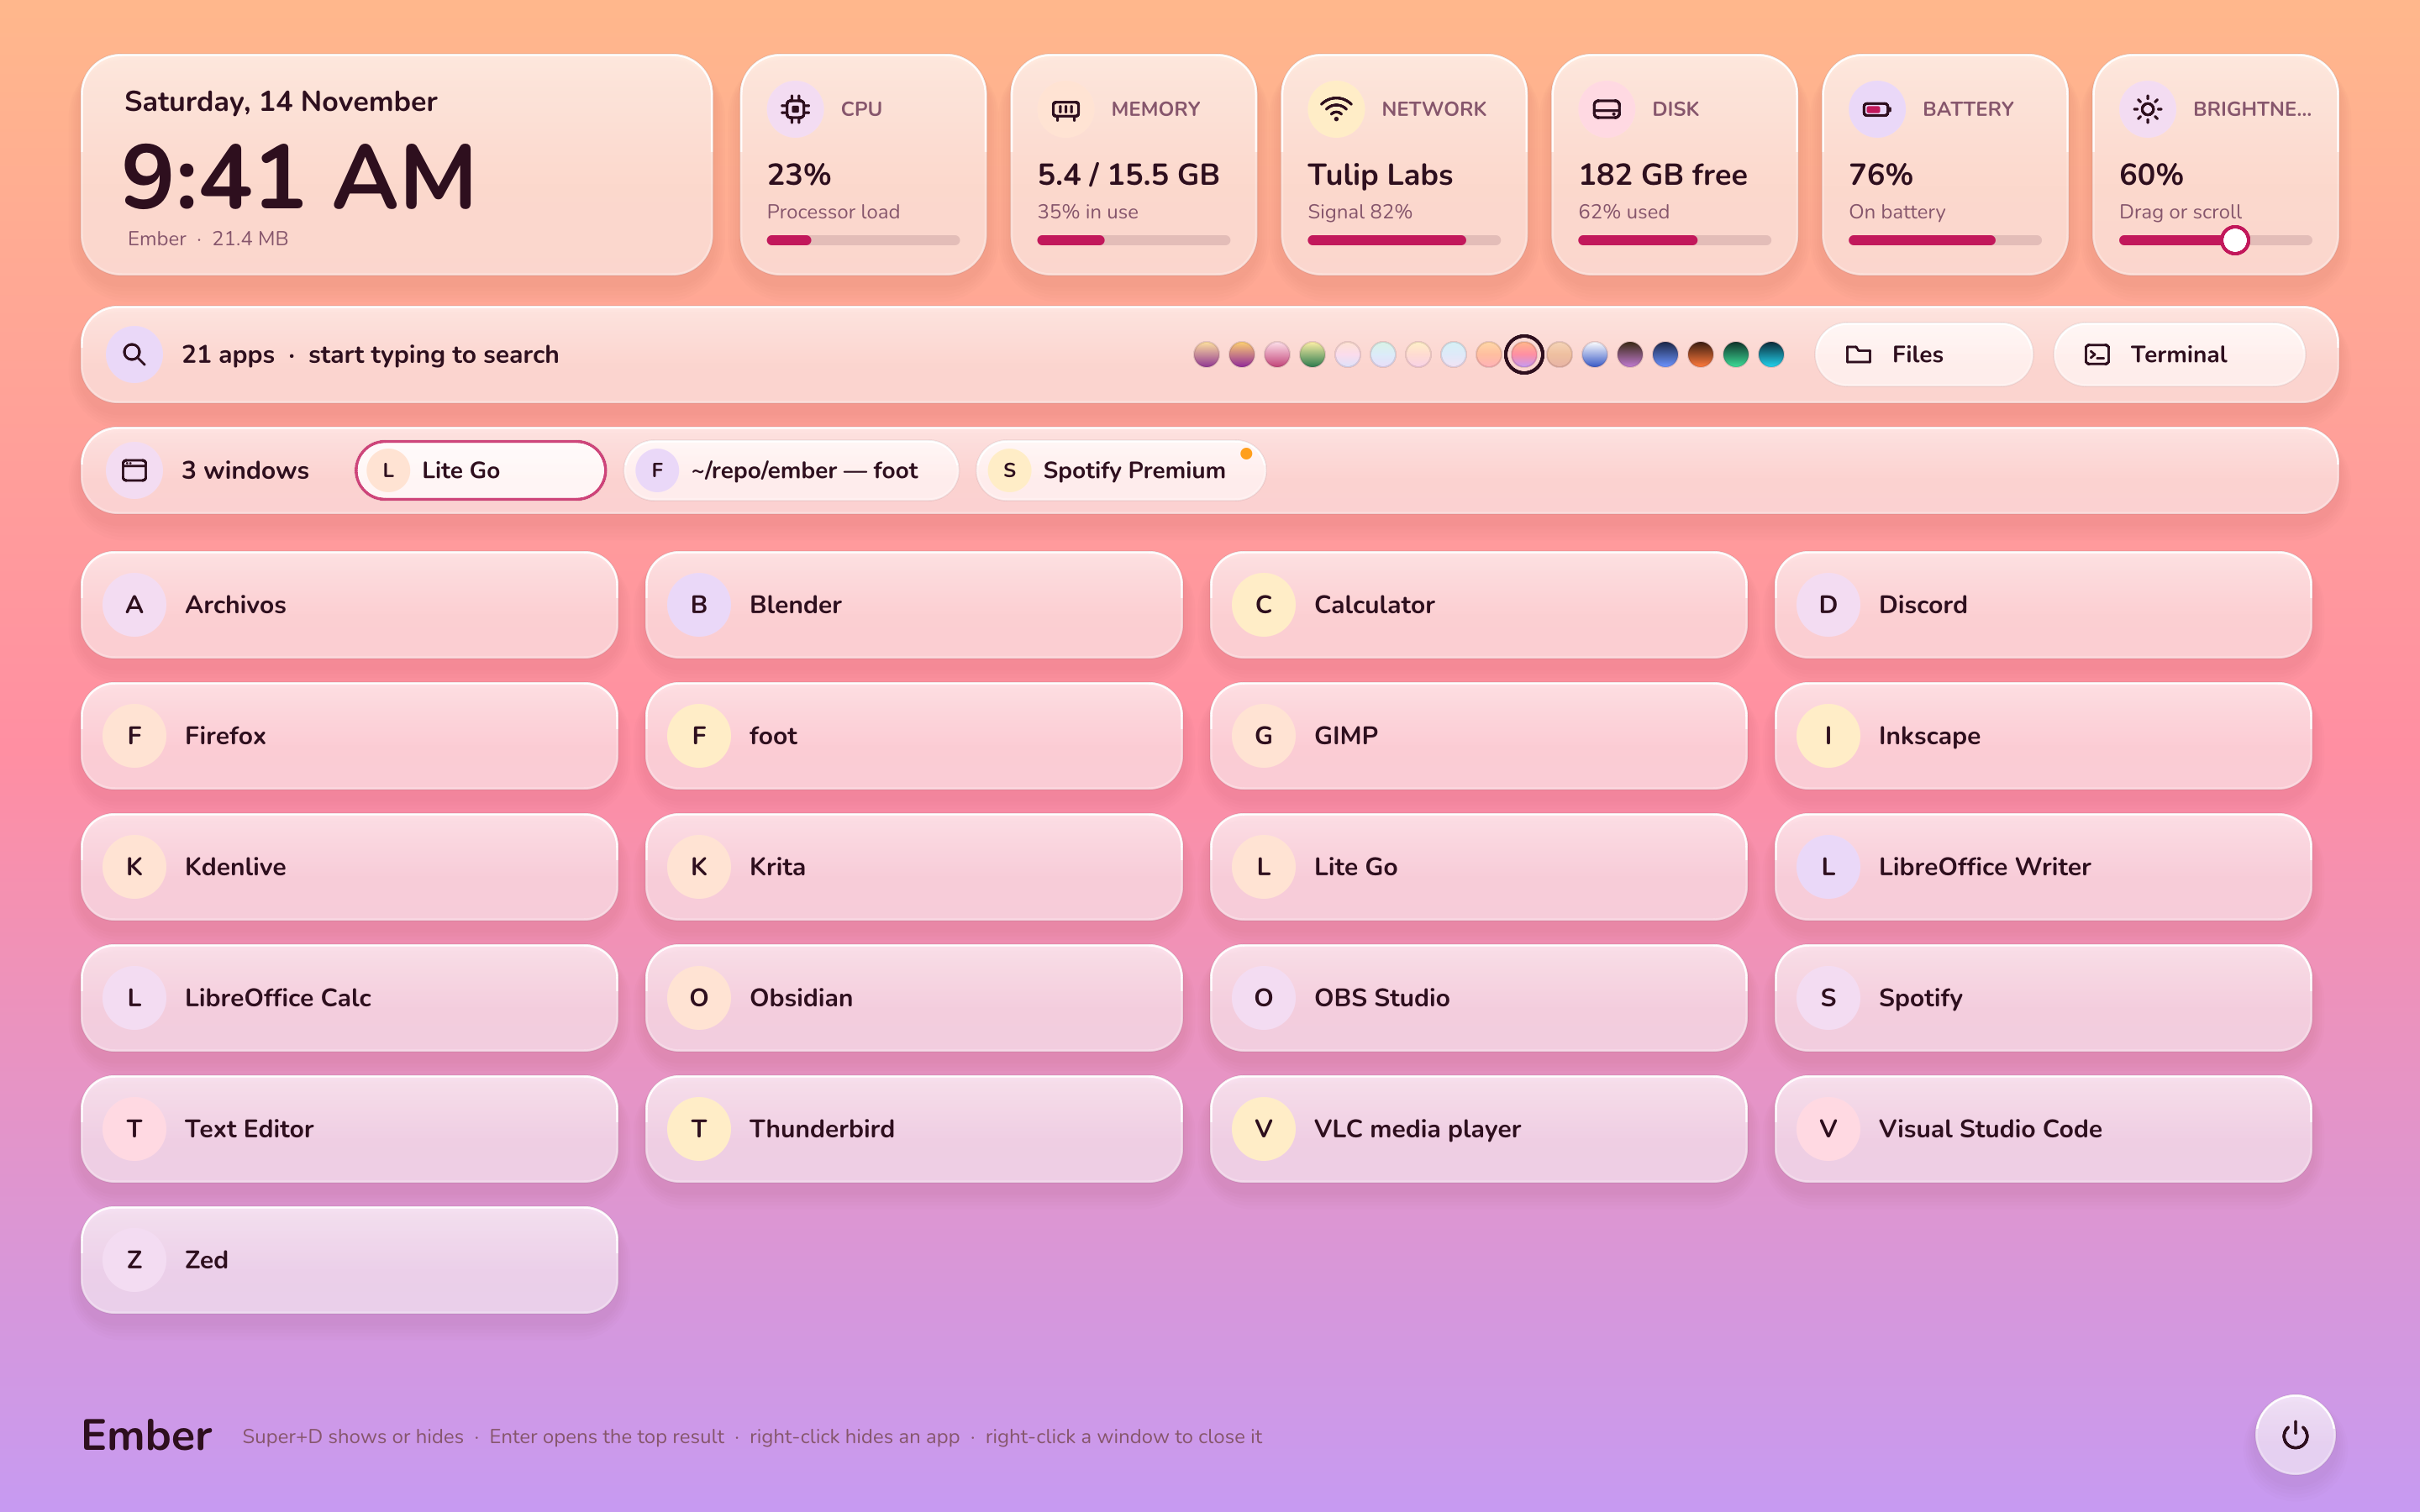 Saturday, 14 November
9:41 AM
Ember · 21.4 MB
CPU
23%
Processor load
MEMORY
5.4 / 15.5 GB
35% in use
NETWORK
Tulip Labs
Signal 82%
DISK
182 GB free
62% used
BATTERY
76%
On battery
BRIGHTNE...
60%
Drag or scroll
21 apps · start typing to search
Files
Terminal
3 windows
L Lite Go
F ~/repo/ember — foot
S Spotify Premium
A Archivos
B Blender
C Calculator
D Discord
F Firefox
F foot
G GIMP
I Inkscape
K Kdenlive
K Krita
L Lite Go
L LibreOffice Writer
L LibreOffice Calc
O Obsidian
O OBS Studio
S Spotify
T Text Editor
T Thunderbird
V VLC media player
V Visual Studio Code
Z Zed
Ember Super+D shows or hides · Enter opens the top result · right-click hides an app · right-click a window to close it